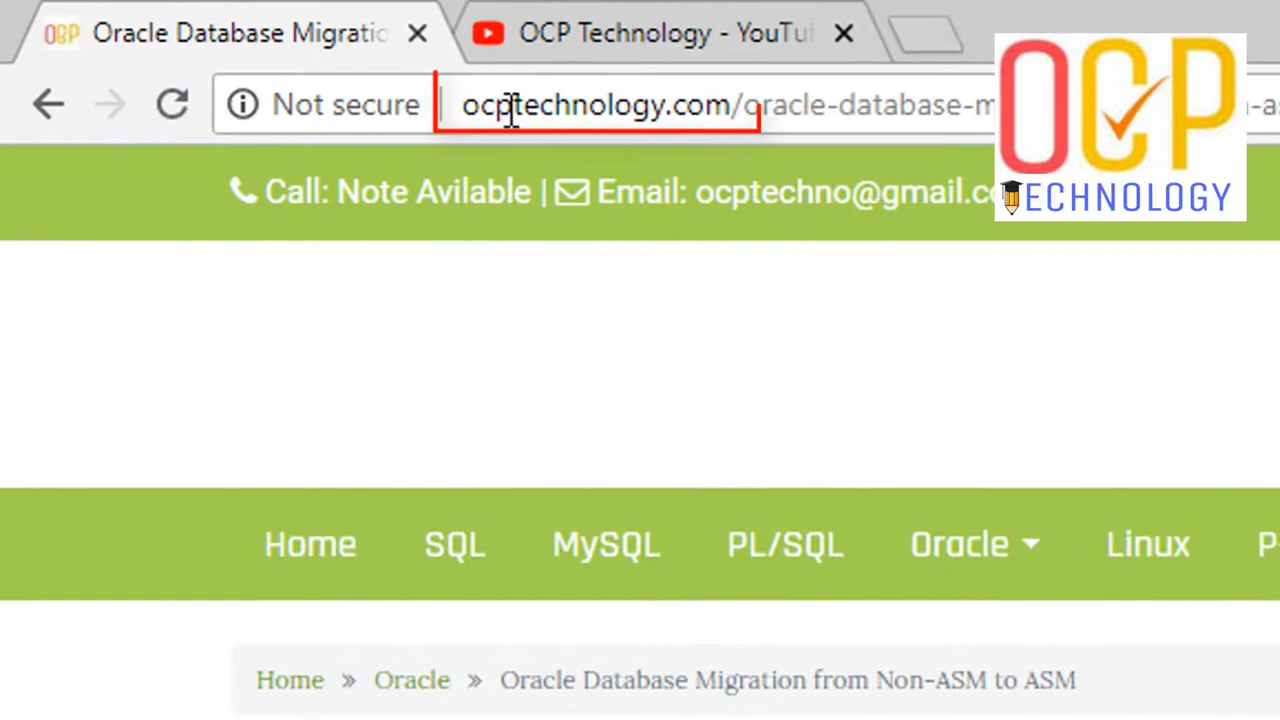 Oracle Database Migratio
OCP Technology - YouTu
Not secure
ocptechnology.com/oracle-database-m
-a
OCP
TECHNOLOGY
Call: Note Avilable | Email: ocptechno@gmail.co
Home SQL MySQL PL/SQL Oracle Linux P
Home » Oracle » Oracle Database Migration from Non-ASM to ASM